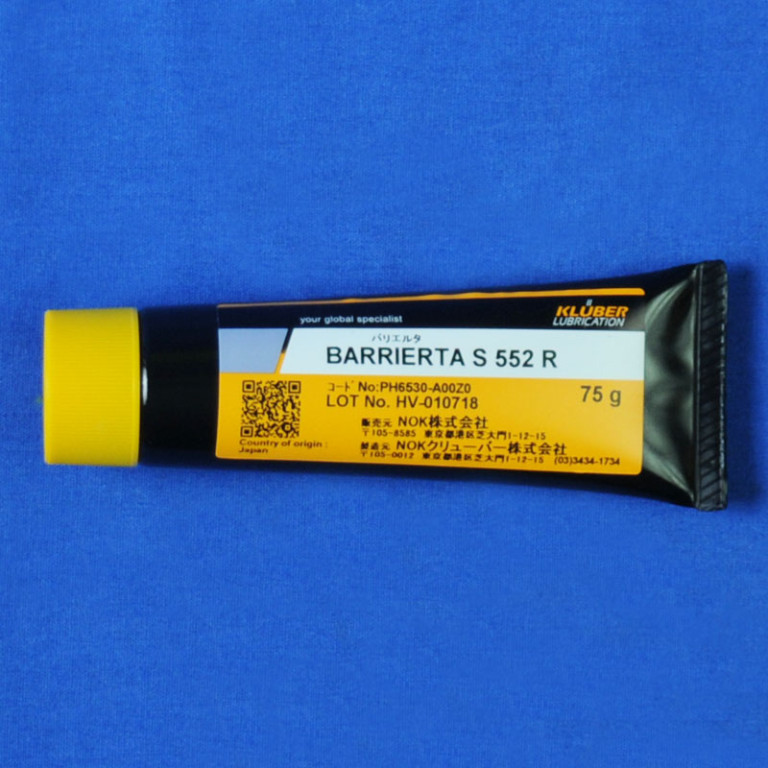 your global specialist
KLÜBER
LUBRICATION
バリエルタ
BARRIERTA S 552 R
コード No:PH6530-A00Z0
75 g
LOT No. HV-010718
販売元 NOK株式会社
〒105-8585 東京都港区芝大門1-12-15
製造元 NOKクリューバー株式会社
〒105-0012 東京都港区芝大門1-12-15 (03)3434-1734
Country of origin :
Japan